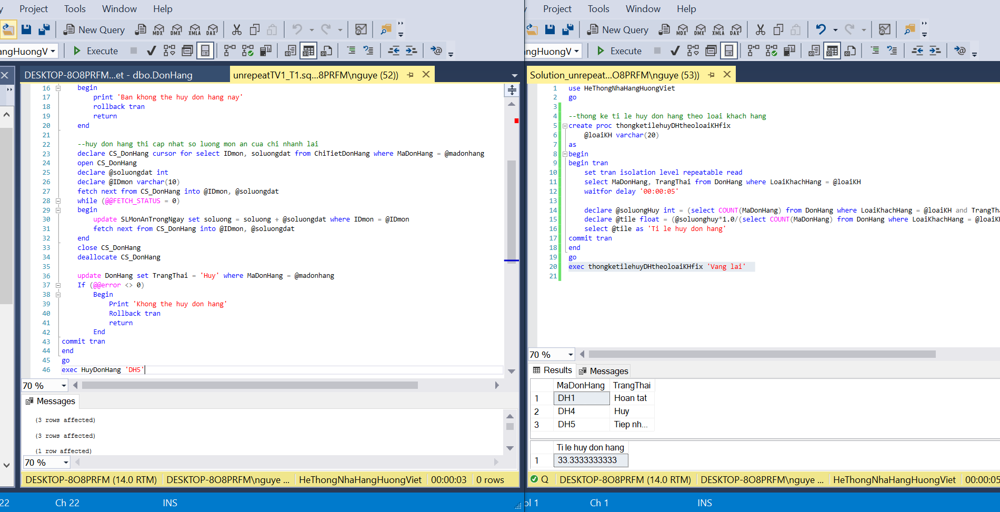 Project Tools Window Help
New Query MDX DMX XMLA DAX
angHuongV Execute
DESKTOP-8O8PRFM...et - dbo.DonHang
unrepeatTV1_T1.sq...8PRFM\nguye (52))
16 begin
17 print 'Ban khong the huy don hang nay'
18 rollback tran
19 return
20 end
21
22 --huy don hang thi cap nhat so luong mon an cua chi nhanh lai
23 declare CS_DonHang cursor for select IDmon, soluongdat from ChiTietDonHang where MaDonHang = @madonhang
24 open CS_DonHang
25 declare @soluongdat int
26 declare @IDmon varchar(10)
27 fetch next from CS_DonHang into @IDmon, @soluongdat
28 while (@@FETCH_STATUS = 0)
29 begin
30 update SLMonAnTrongNgay set soluong = soluong + @soluongdat where IDmon = @IDmon
31 fetch next from CS_DonHang into @IDmon, @soluongdat
32 end
33 close CS_DonHang
34 deallocate CS_DonHang
35
36 update DonHang set TrangThai = 'Huy' where MaDonHang = @madonhang
37 If (@@error <> 0)
38 Begin
39 Print 'Khong the huy don hang'
40 Rollback tran
41 return
42 End
43 commit tran
44 end
45 go
46 exec HuyDonHang 'DH5'
70 %
Messages
(3 rows affected)
(3 rows affected)
(1 row affected)
70 %
DESKTOP-8O8PRFM (14.0 RTM) DESKTOP-8O8PRFM\nguye ... HeThongNhaHangHuongViet 00:00:03 0 rows
22 Ch 22 INS
Project Tools Window Help
New Query MDX DMX XMLA DAX
ngHuongV Execute
Solution_unrepeat...O8PRFM\nguye (53))
1 use HeThongNhaHangHuongViet
2 go
3
4 --thong ke ti le huy don hang theo loai khach hang
5 create proc thongketilehuyDHtheoloaiKHfix
6 @loaiKH varchar(20)
7 as
8 begin
9 begin tran
10 set tran isolation level repeatable read
11 select MaDonHang, TrangThai from DonHang where LoaiKhachHang = @loaiKH
12 waitfor delay '00:00:05'
13
14 declare @soluongHuy int = (select COUNT(MaDonHang) from DonHang where LoaiKhachHang = @loaiKH and TrangTha
15 declare @tile float = (@soluonghuy*1.0/(select COUNT(MaDonHang) from DonHang where LoaiKhachHang = @loaiK
16 select @tile as 'Ti le huy don hang'
17 commit tran
18 end
19 go
20 exec thongketilehuyDHtheoloaiKHfix 'Vang lai'
21
70 %
Results Messages
MaDonHang TrangThai
1 DH1 Hoan tat
2 DH4 Huy
3 DH5 Tiep nh...
Ti le huy don hang
1 33.3333333333
Q DESKTOP-8O8PRFM (14.0 RTM) DESKTOP-8O8PRFM\nguye ... HeThongNhaHangHuongViet 00:00:05
ol 1 Ch 1 INS